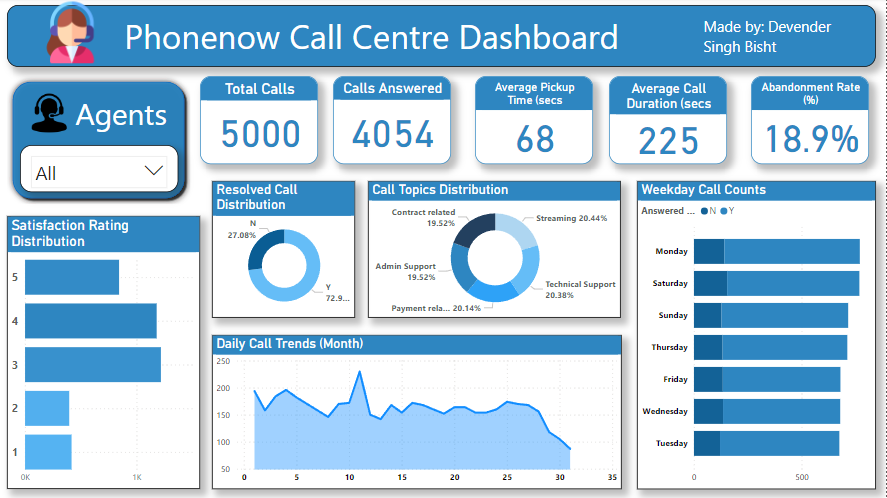 Phonenow Call Centre Dashboard
Made by: Devender
Singh Bisht
Agents
All
Total Calls
5000
Calls Answered
4054
Average Pickup
Time (secs
68
Average Call
Duration (secs
225
Abandonment Rate
(%)
18.9%
Satisfaction Rating
Distribution
5
4
3
2
1
0K
1K
Resolved Call
Distribution
N
27.08%
Y
72.9...
Call Topics Distribution
Contract related
19.52%
Streaming 20.44%
Admin Support
19.52%
Technical Support
20.38%
Payment rela... 20.14%
Daily Call Trends (Month)
250
200
150
100
50
0
5
10
15
20
25
30
35
Weekday Call Counts
Answered ... N Y
Monday
Saturday
Sunday
Thursday
Friday
Wednesday
Tuesday
0
500